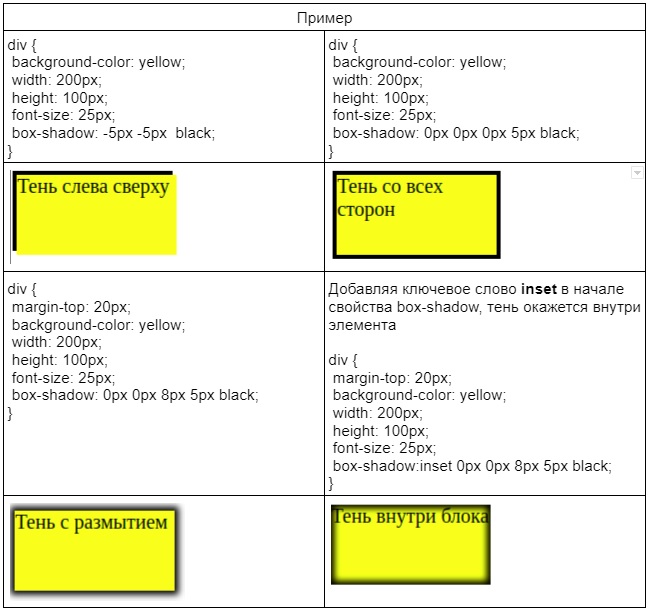 Пример
div {
background-color: yellow;
width: 200px;
height: 100px;
font-size: 25px;
box-shadow: -5px -5px  black;
}
div {
background-color: yellow;
width: 200px;
height: 100px;
font-size: 25px;
box-shadow: 0px 0px 0px 5px black;
}
Тень слева сверху
Тень со всех
сторон
div {
margin-top: 20px;
background-color: yellow;
width: 200px;
height: 100px;
font-size: 25px;
box-shadow: 0px 0px 8px 5px black;
}
Добавляя ключевое слово inset в начале
свойства box-shadow, тень окажется внутри
элемента
div {
margin-top: 20px;
background-color: yellow;
width: 200px;
height: 100px;
font-size: 25px;
box-shadow:inset 0px 0px 8px 5px black;
}
Тень с размытием
Тень внутри блока